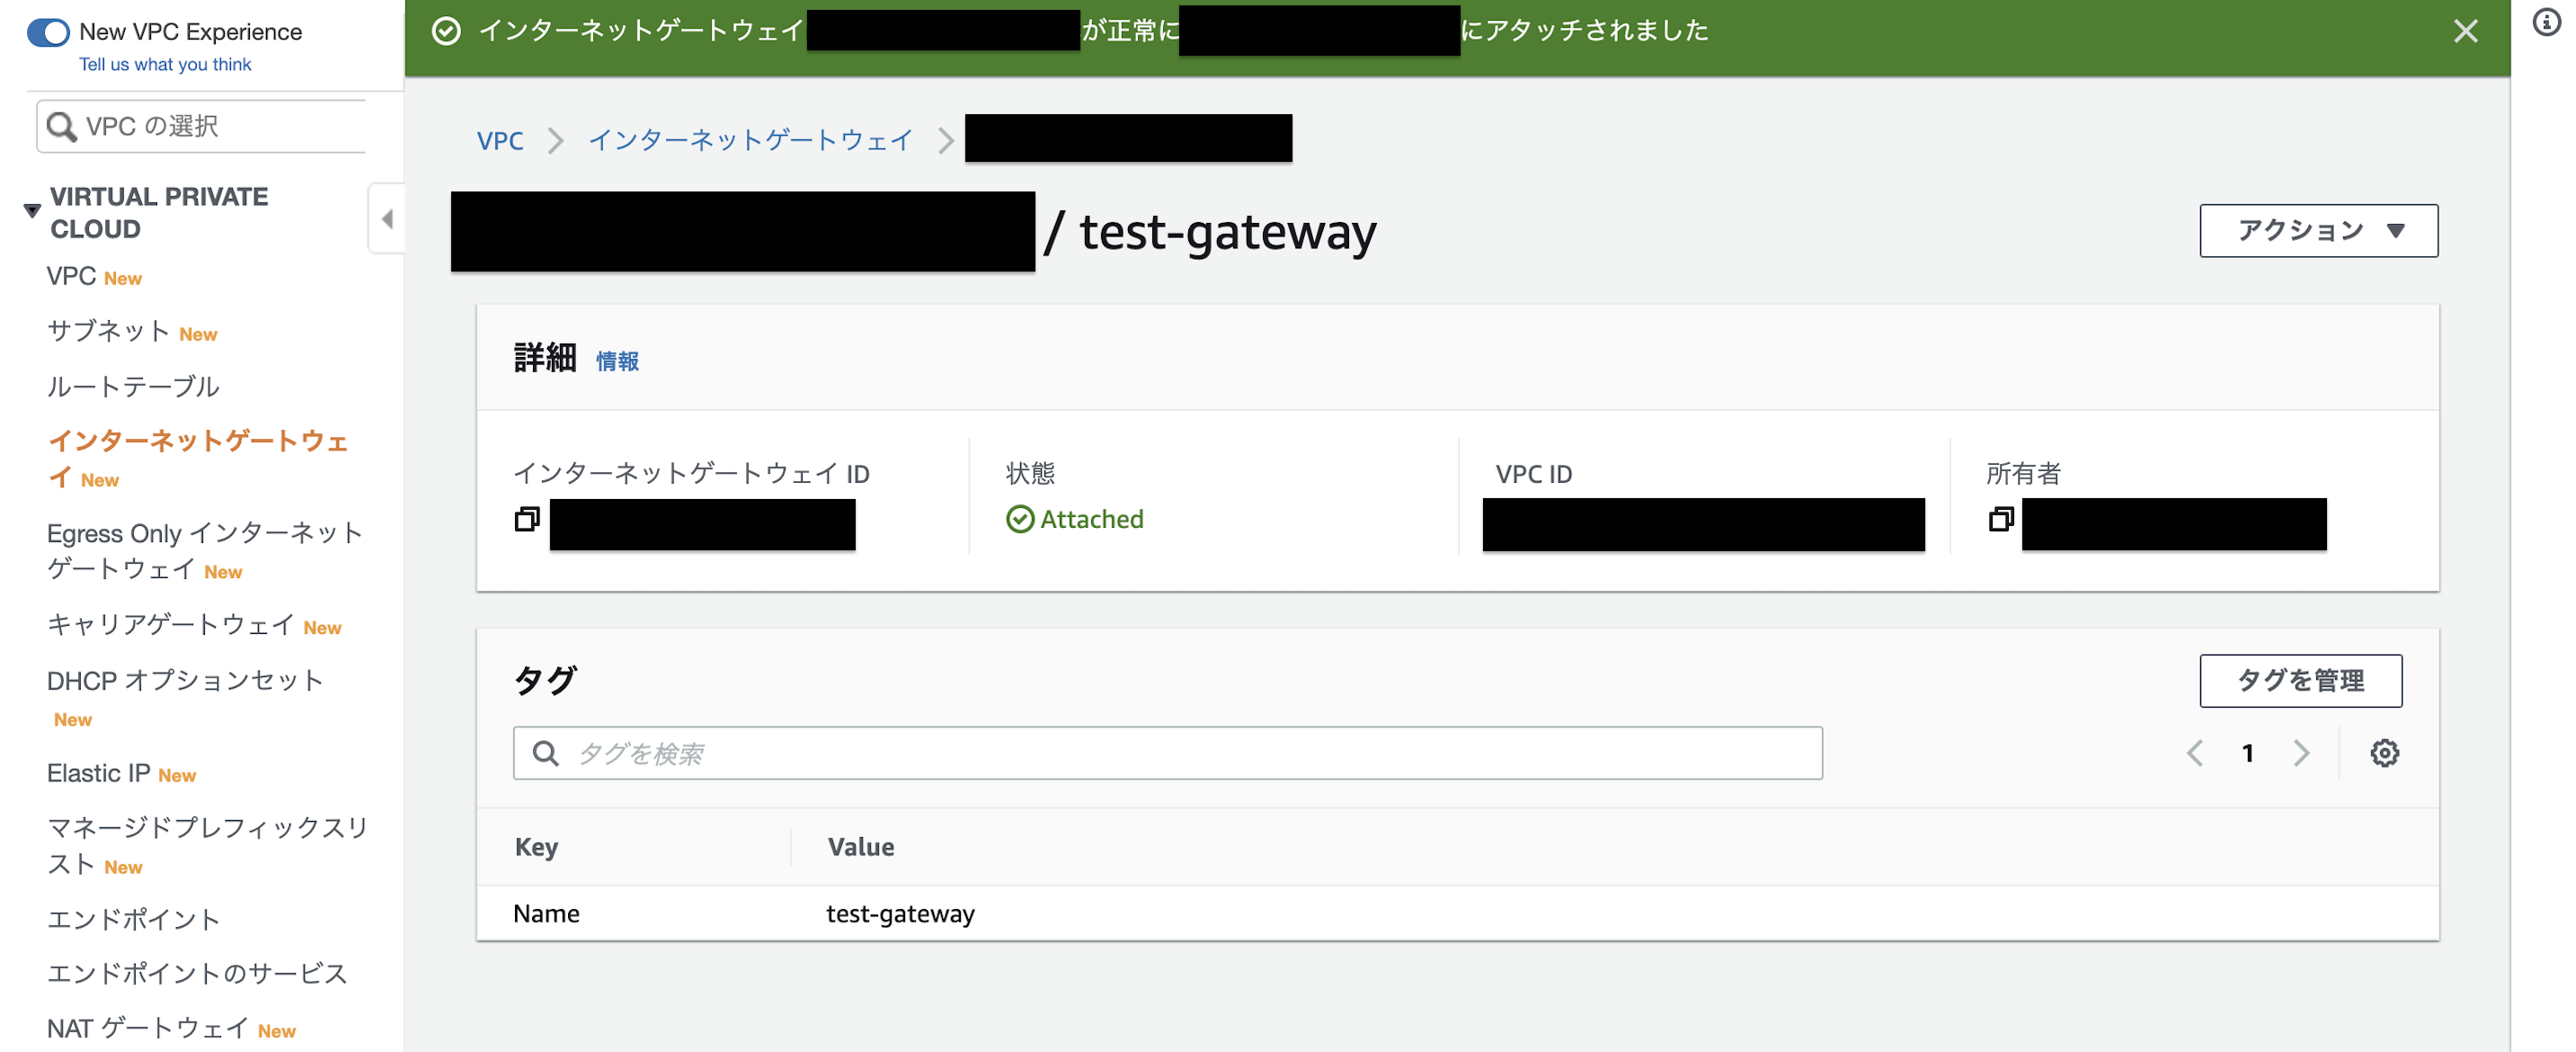 New VPC Experience
Tell us what you think
VPC の選択
VIRTUAL PRIVATE
CLOUD
VPC New
サブネット New
ルートテーブル
インターネットゲートウェ
イ New
Egress Only インターネット
ゲートウェイ New
キャリアゲートウェイ New
DHCP オプションセット
New
Elastic IP New
マネージドプレフィックスリ
スト New
エンドポイント
エンドポイントのサービス
NAT ゲートウェイ New
インターネットゲートウェイ が正常に にアタッチされました
VPC インターネットゲートウェイ
/ test-gateway
アクション
詳細 情報
インターネットゲートウェイ ID
状態
Attached
VPC ID
所有者
タグ
タグを管理
タグを検索
1
Key Value
Name test-gateway